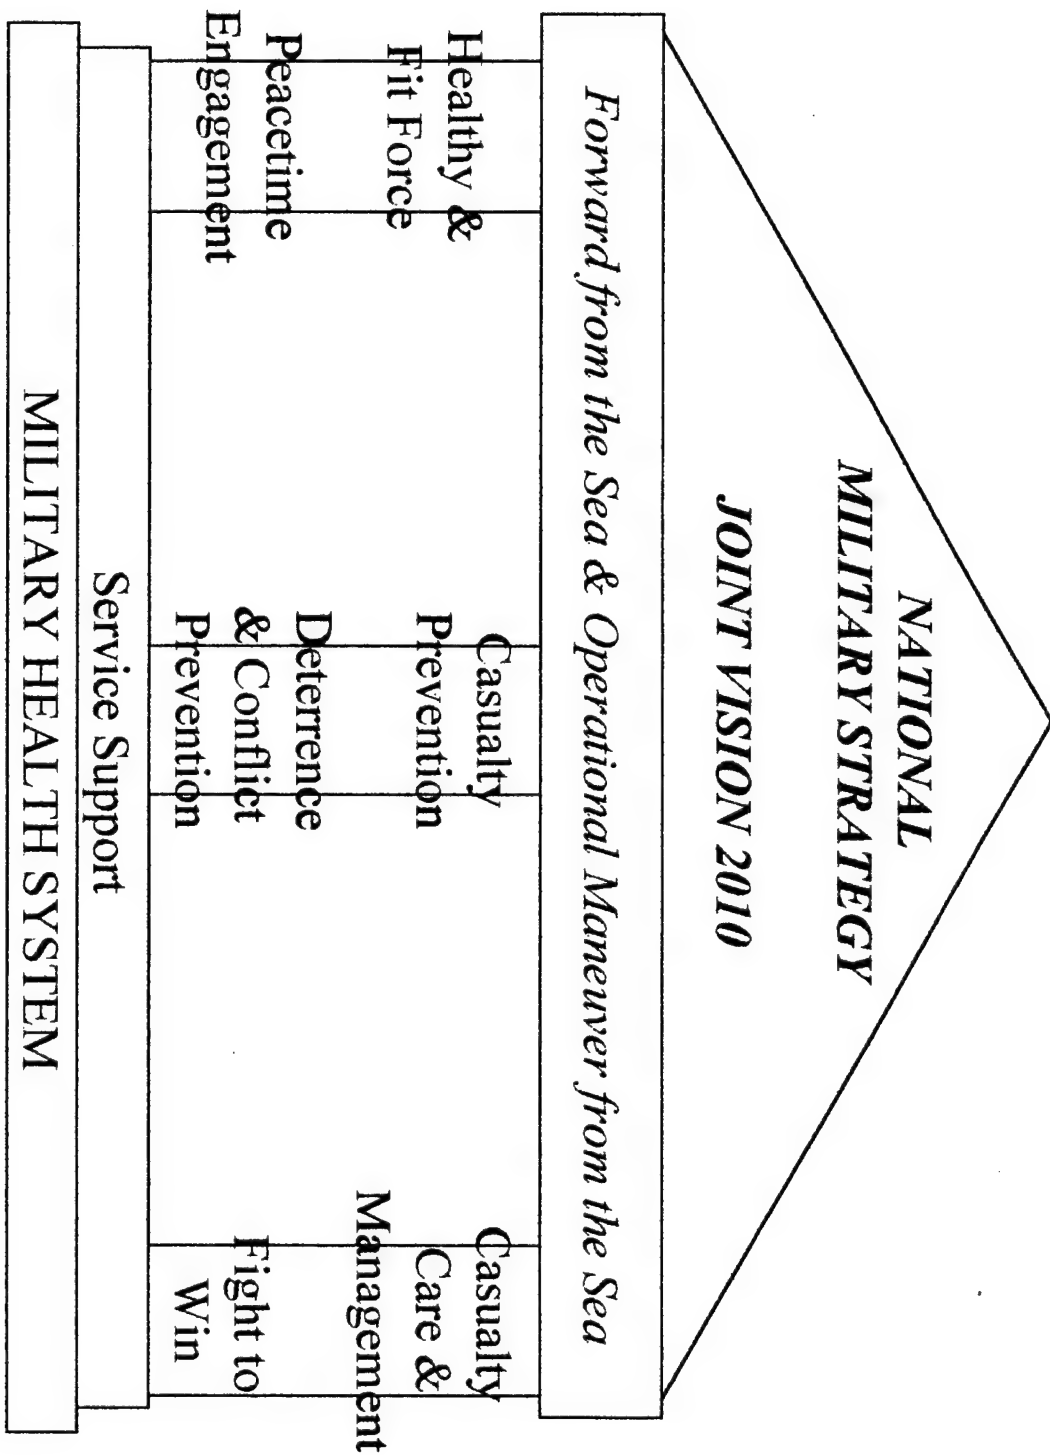 NATIONAL
MILITARY STRATEGY
JOINT VISION 2010
Forward from the Sea & Operational Maneuver from the Sea
Healthy &
Fit Force
Peacetime
Engagement
Casualty
Prevention
Deterrence
& Conflict
Prevention
Casualty
Care &
Management
Fight to
Win
Service Support
MILITARY HEALTH SYSTEM